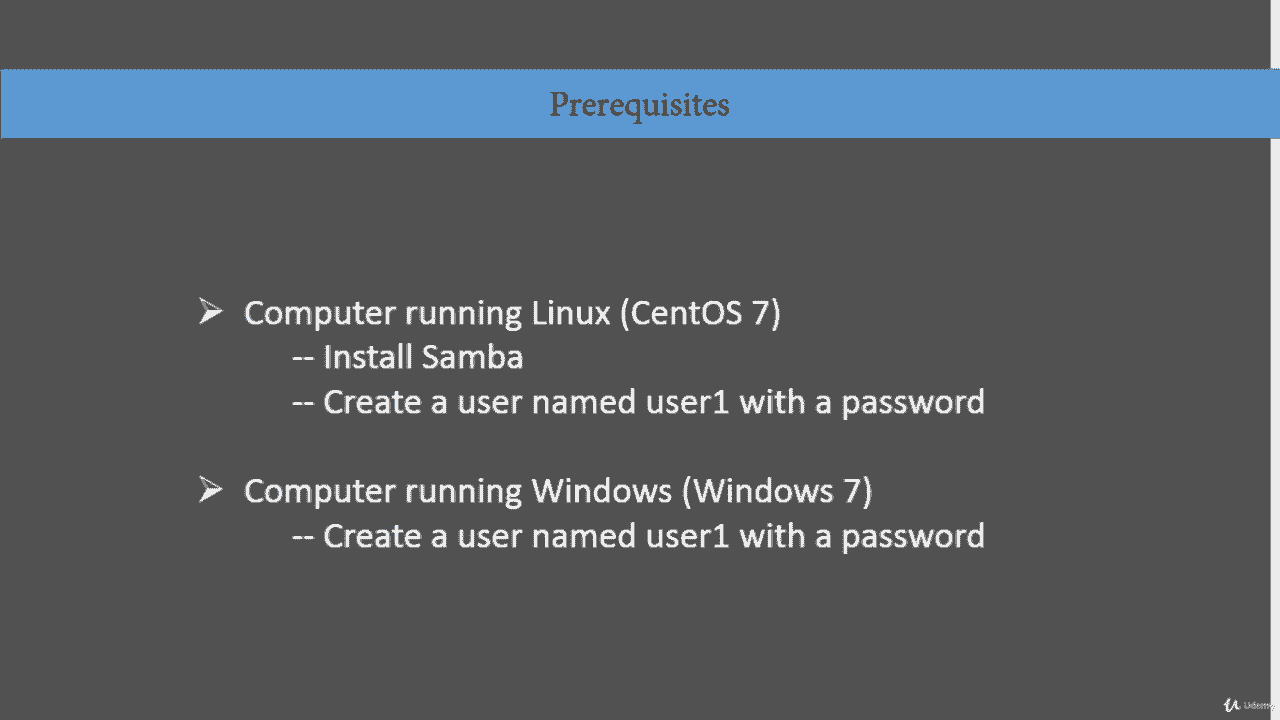 Prerequisites
➢ Computer running Linux (CentOS 7)
-- Install Samba
-- Create a user named user1 with a password
➢ Computer running Windows (Windows 7)
-- Create a user named user1 with a password
Udemy